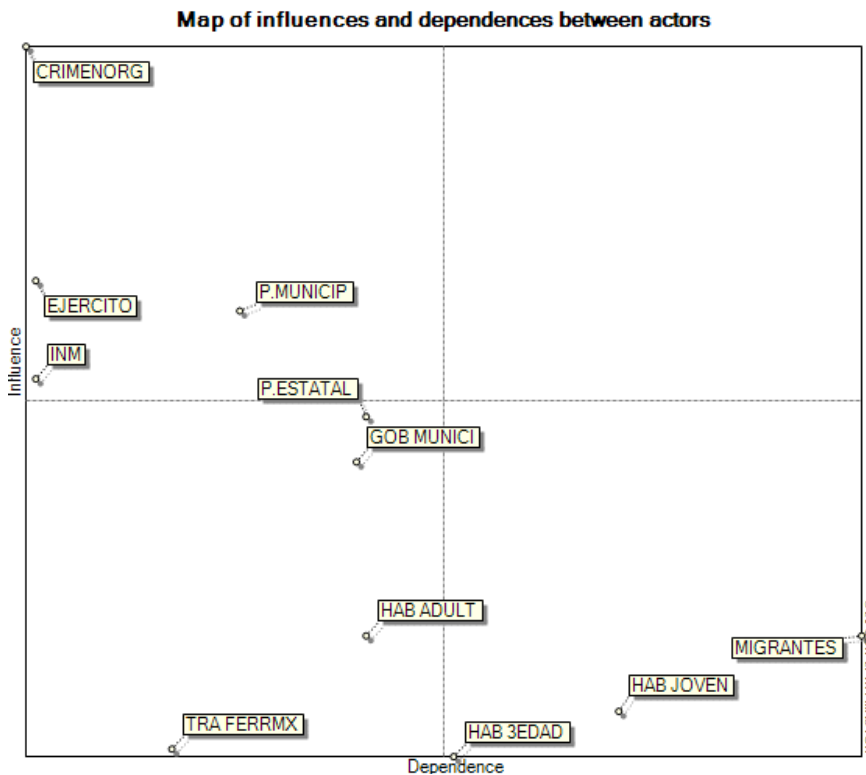 Map of influences and dependences between actors
CRIMENORG
EJERCITO
P.MUNICIP
INM
Influence
P.ESTATAL
GOB MUNICI
HAB ADULT
MIGRANTES
HAB JOVEN
TRA FERRMX
HAB 3EDAD
Dependence